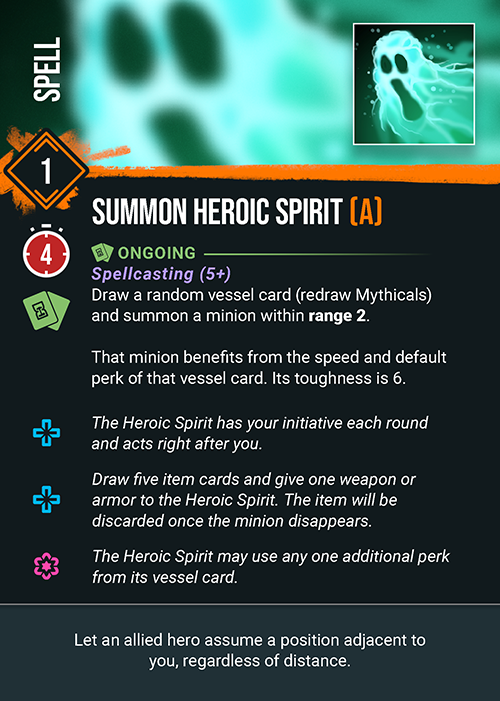 SPELL
1
SUMMON HEROIC SPIRIT (A)
4
ONGOING
Spellcasting (5+)
Draw a random vessel card (redraw Mythicals)
and summon a minion within range 2.
That minion benefits from the speed and default
perk of that vessel card. Its toughness is 6.
The Heroic Spirit has your initiative each round
and acts right after you.
Draw five item cards and give one weapon or
armor to the Heroic Spirit. The item will be
discarded once the minion disappears.
The Heroic Spirit may use any one additional perk
from its vessel card.
Let an allied hero assume a position adjacent to
you, regardless of distance.